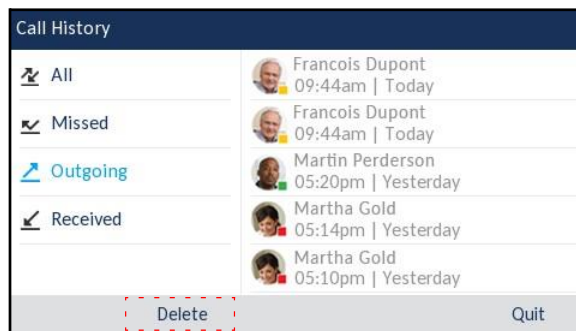 Call History
All
Missed
Outgoing
Received
Francois Dupont
09:44am | Today
Francois Dupont
09:44am | Today
Martin Perderson
05:20pm | Yesterday
Martha Gold
05:14pm | Yesterday
Martha Gold
05:10pm | Yesterday
Delete
Quit